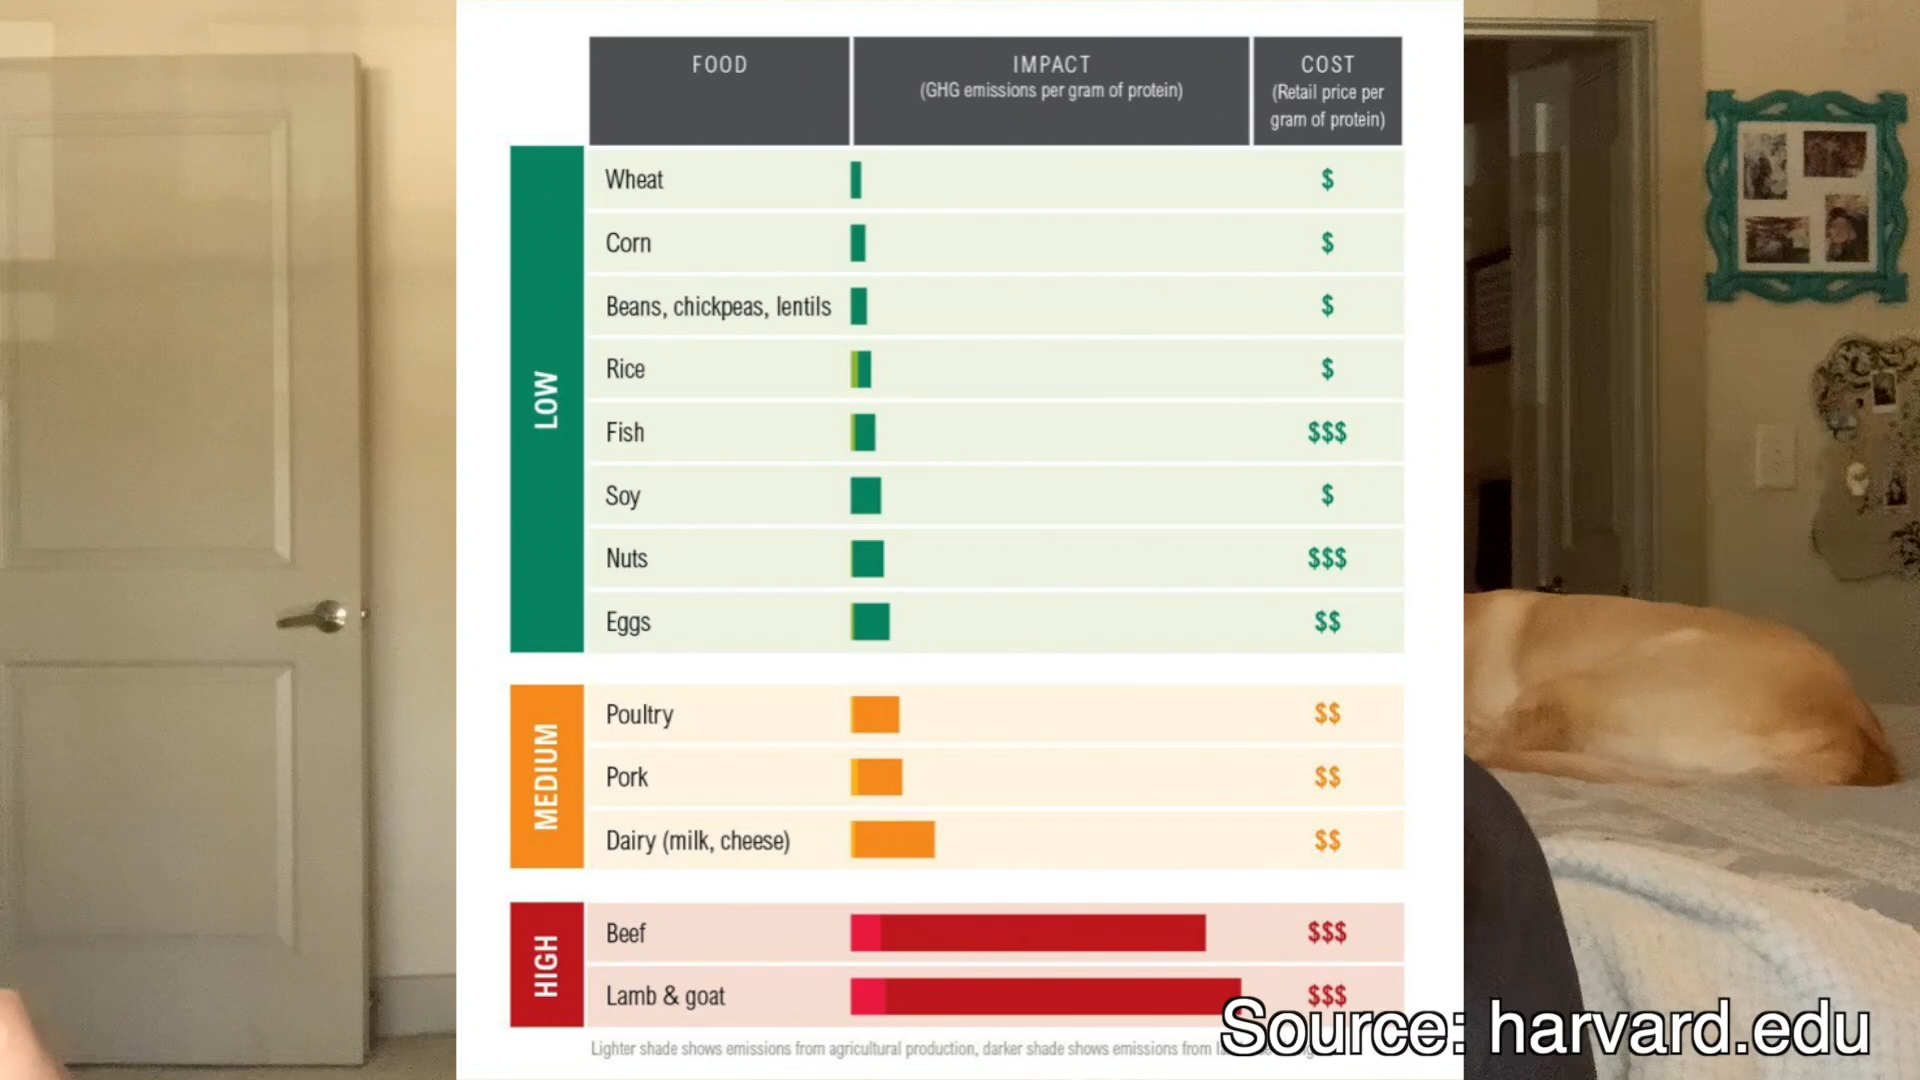 FOOD
IMPACT
(GHG emissions per gram of protein)
COST
(Retail price per
gram of protein)
LOW
Wheat
$
Corn
$
Beans, chickpeas, lentils
$
Rice
$
Fish
$$$
Soy
$
Nuts
$$$
Eggs
$$
MEDIUM
Poultry
$$
Pork
$$
Dairy (milk, cheese)
$$
HIGH
Beef
$$$
Lamb & goat
$$$
Source: harvard.edu
Lighter shade shows emissions from agricultural production, darker shade shows emissions from